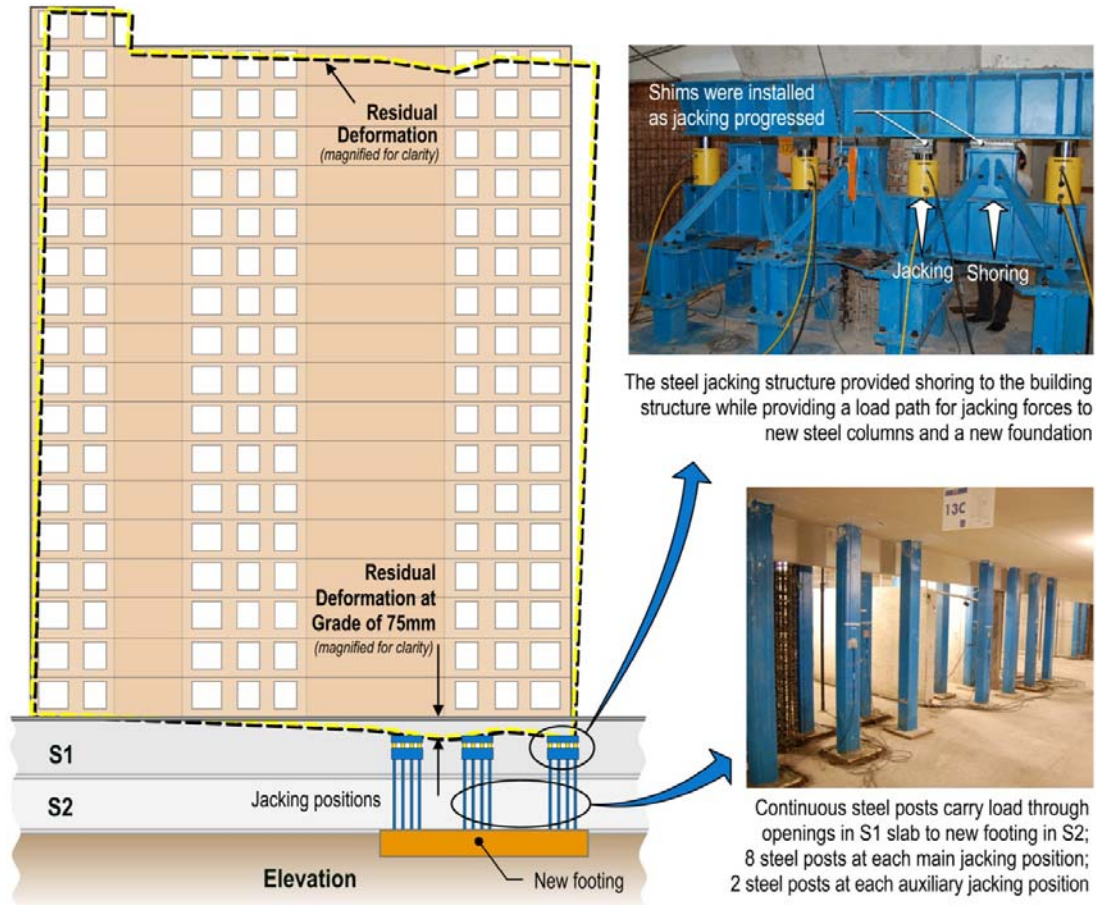 Residual
Deformation
(magnified for clarity)
Residual
Deformation at
Grade of 75mm
(magnified for clarity)
S1
S2
Jacking positions
Elevation
New footing
Shims were installed
as jacking progressed
Jacking
Shoring
The steel jacking structure provided shoring to the building
structure while providing a load path for jacking forces to
new steel columns and a new foundation
13C
Continuous steel posts carry load through
openings in S1 slab to new footing in S2;
8 steel posts at each main jacking position;
2 steel posts at each auxiliary jacking position